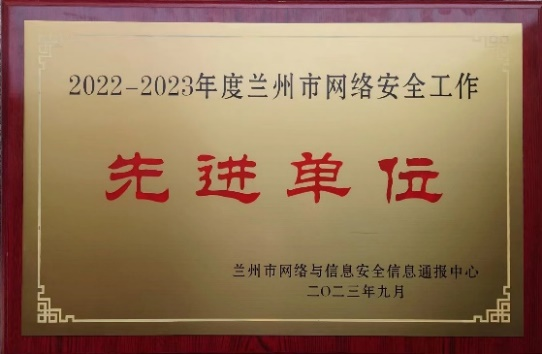 2022-2023年度兰州市网络安全工作
先进单位
兰州市网络与信息安全信息通报中心
二〇二三年九月